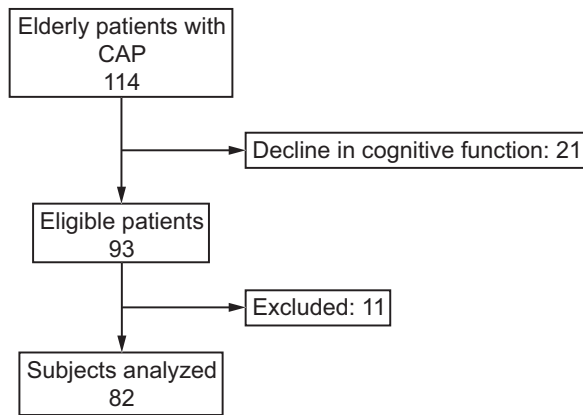 Elderly patients with
CAP
114
Decline in cognitive function: 21
Eligible patients
93
Excluded: 11
Subjects analyzed
82